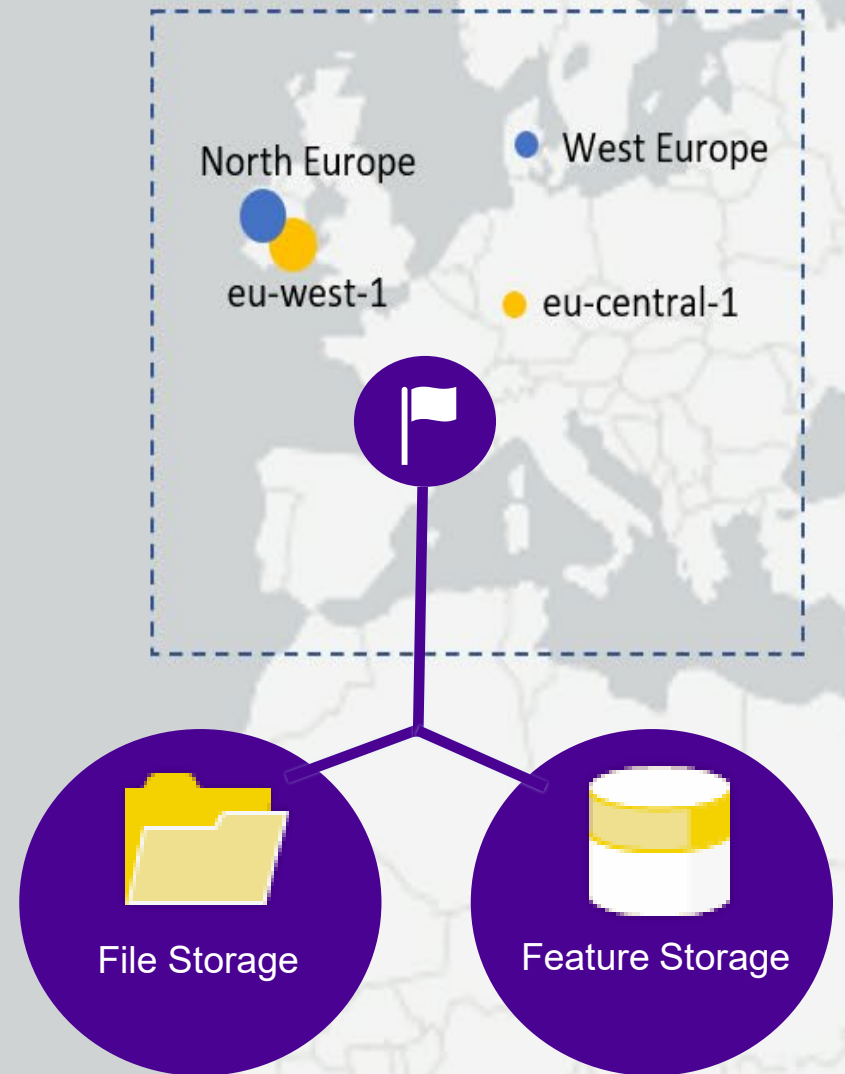 West Europe
North Europe
eu-west-1
eu-central-1
File Storage
Feature Storage